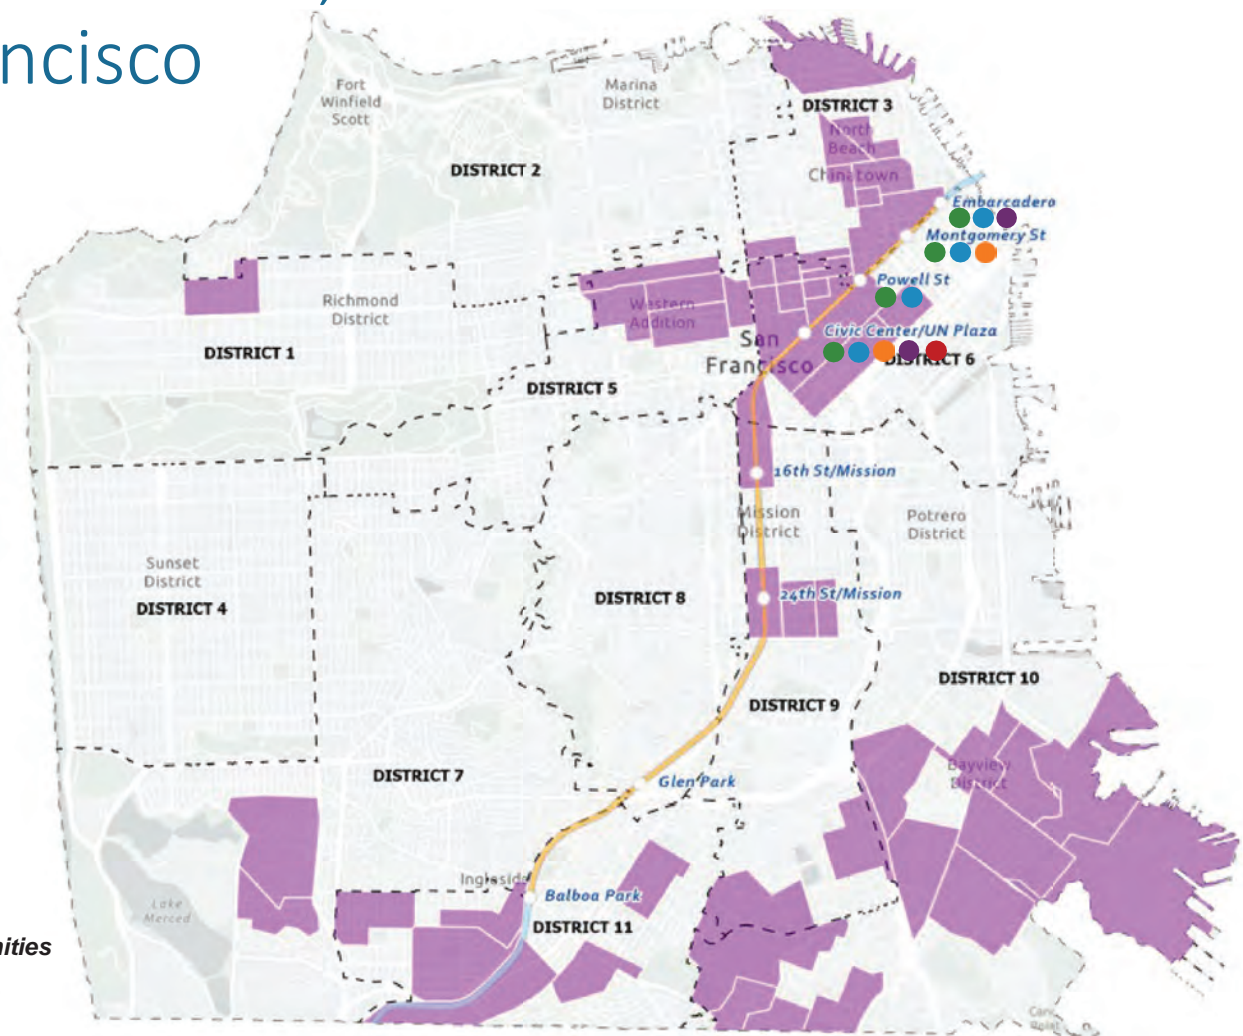 ncisco
Fort
Winfield
Scott
Marina
District
DISTRICT 3
North
Beach
Chinatown
DISTRICT 2
Embarcadero
Montgomery St
Powell St
Richmond
District
Western
Addition
Civic Center/UN Plaza
San
Francisco
DISTRICT 6
DISTRICT 1
DISTRICT 5
16th St/Mission
Mission
District
Potrero
District
Sunset
District
DISTRICT 4
DISTRICT 8
24th St/Mission
DISTRICT 10
DISTRICT 9
Bayview
District
DISTRICT 7
Glen Park
Ingleside
Balboa Park
Lake
Merced
DISTRICT 11
nities